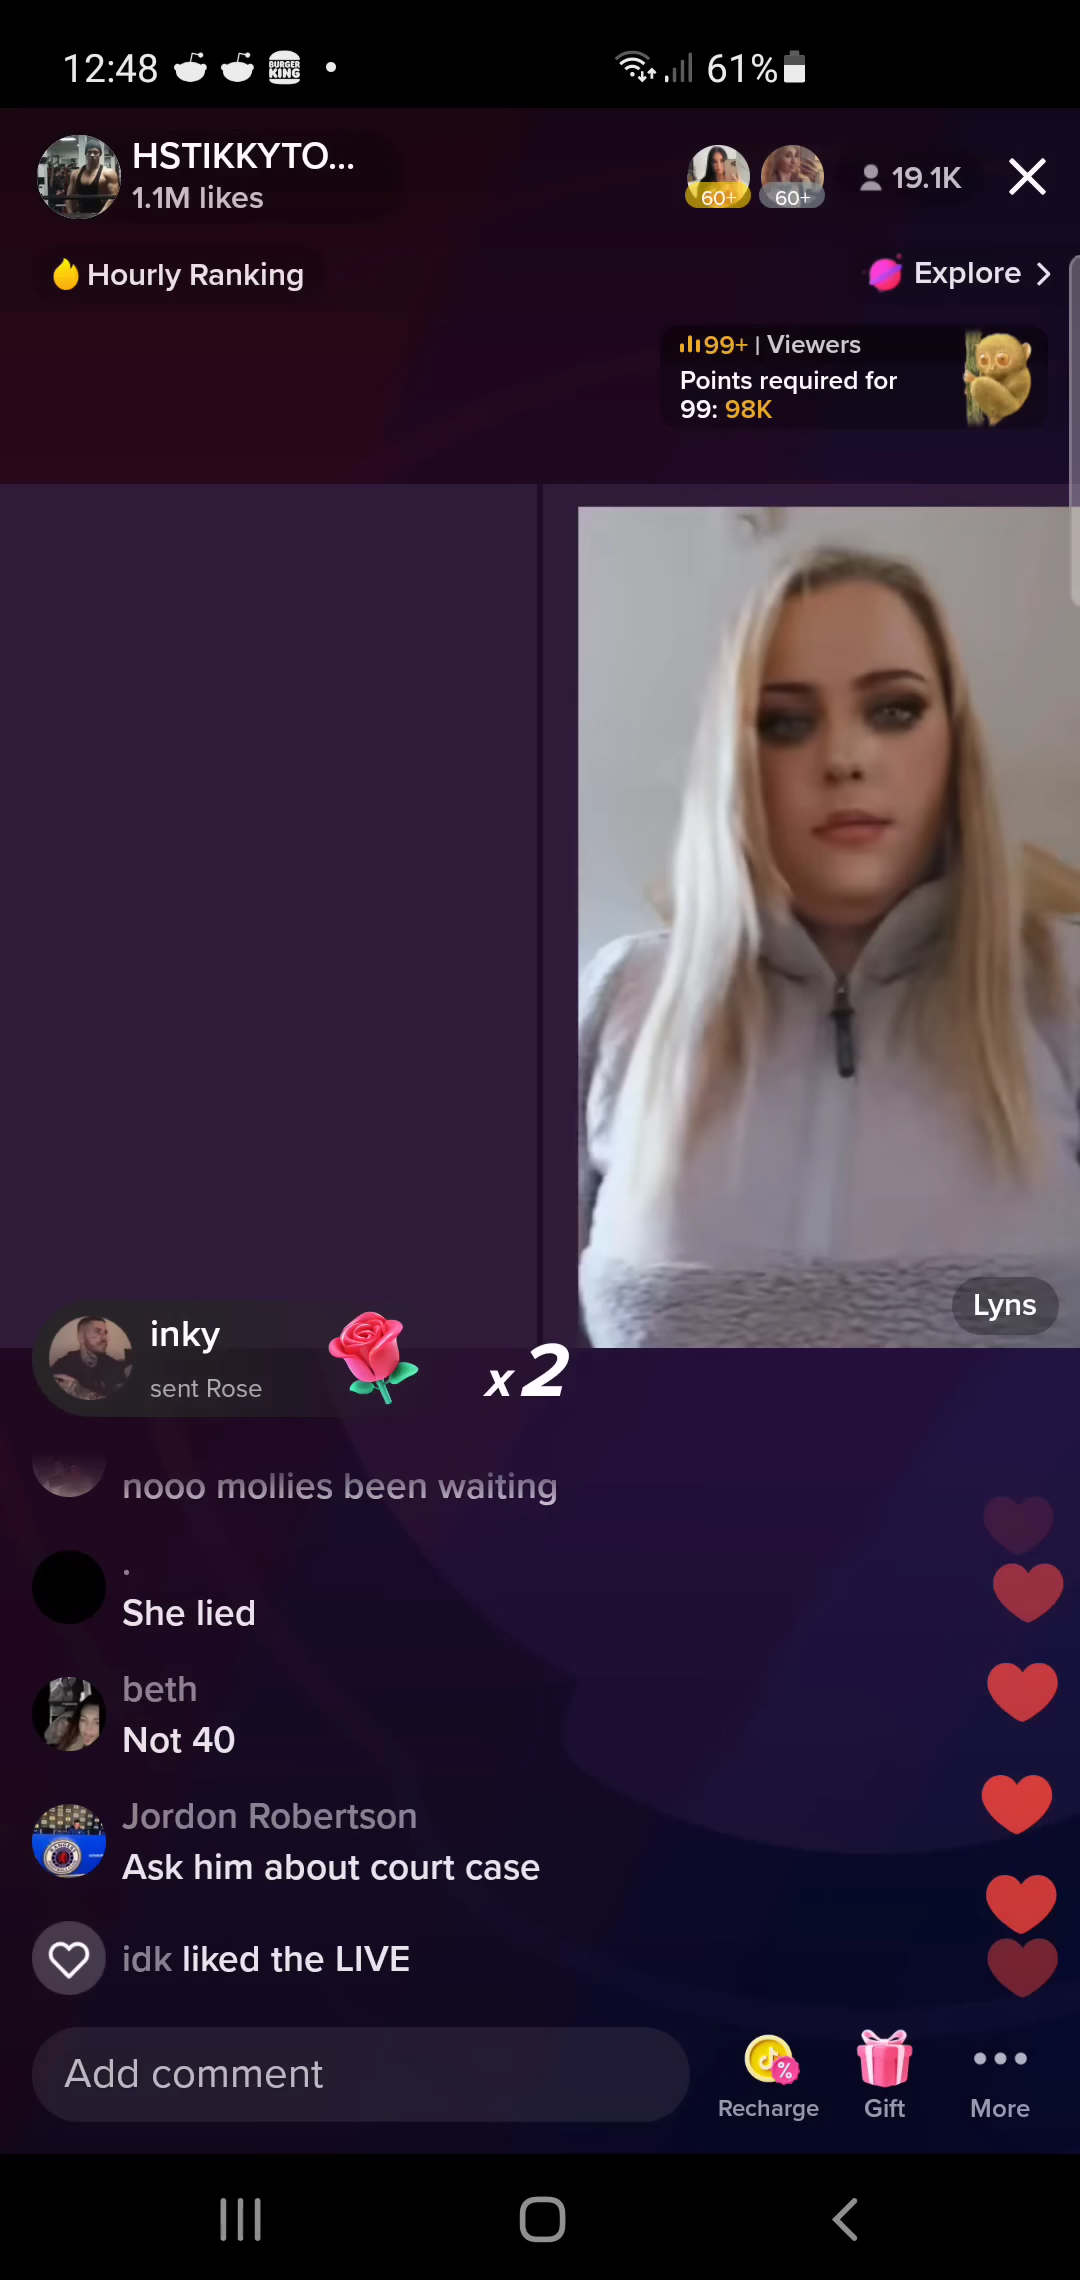 12:48
BURGER
KING
61%
HSTIKKYTO...
1.1M likes
60+
60+
19.1K
Hourly Ranking
Explore
99+ | Viewers
Points required for
99: 98K
Lyns
inky
sent Rose
x2
nooo mollies been waiting
.
She lied
beth
Not 40
Jordon Robertson
Ask him about court case
idk liked the LIVE
Add comment
Recharge
Gift
More